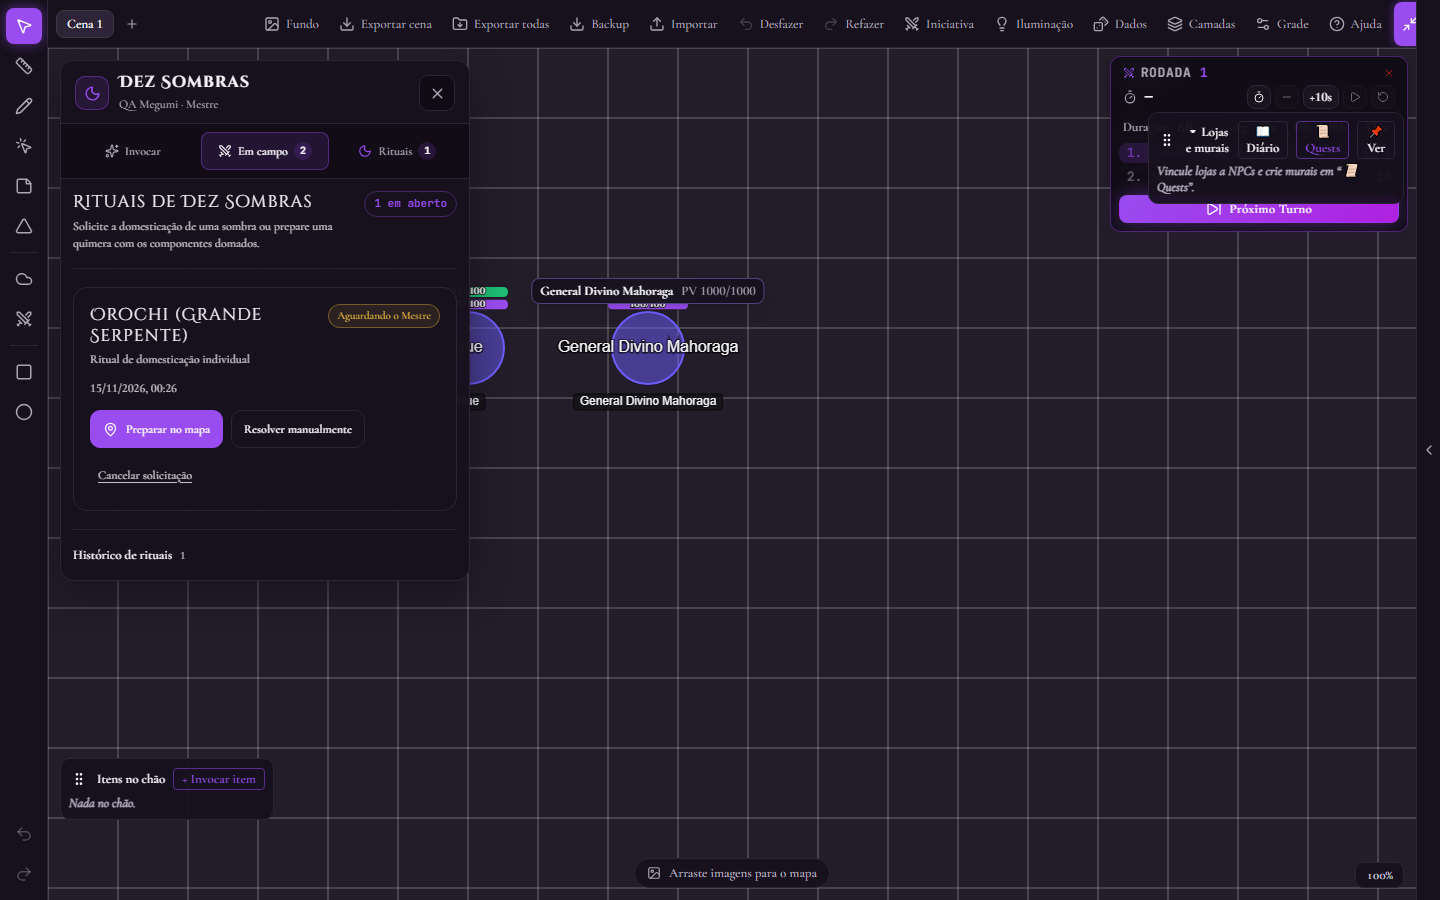 Cena 1
Fundo
Exportar cena
Exportar todas
Backup
Importar
Desfazer
Refazer
Iniciativa
Iluminação
Dados
Camadas
Grade
Ajuda
Dez Sombras
QA Megumi · Mestre
Invocar
Em campo 2
Rituais 1
Rituais de Dez Sombras
1 em aberto
Solicite a domesticação de uma sombra ou prepare uma
quimera com os componentes domados.
Orochi (Grande
Serpente)
Aguardando o Mestre
Ritual de domesticação individual
15/11/2026, 00:26
Preparar no mapa
Resolver manualmente
Cancelar solicitação
Histórico de rituais 1
General Divino Mahoraga PV 1000/1000
General Divino Mahoraga
General Divino Mahoraga
RODADA 1
+10s
1.
2.
Lojas
e murais
Diário
Quests
Ver
Vincule lojas a NPCs e crie murais em “ 📜
Quests”.
Próximo Turno
Itens no chão
+ Invocar item
Nada no chão.
Arraste imagens para o mapa
100%